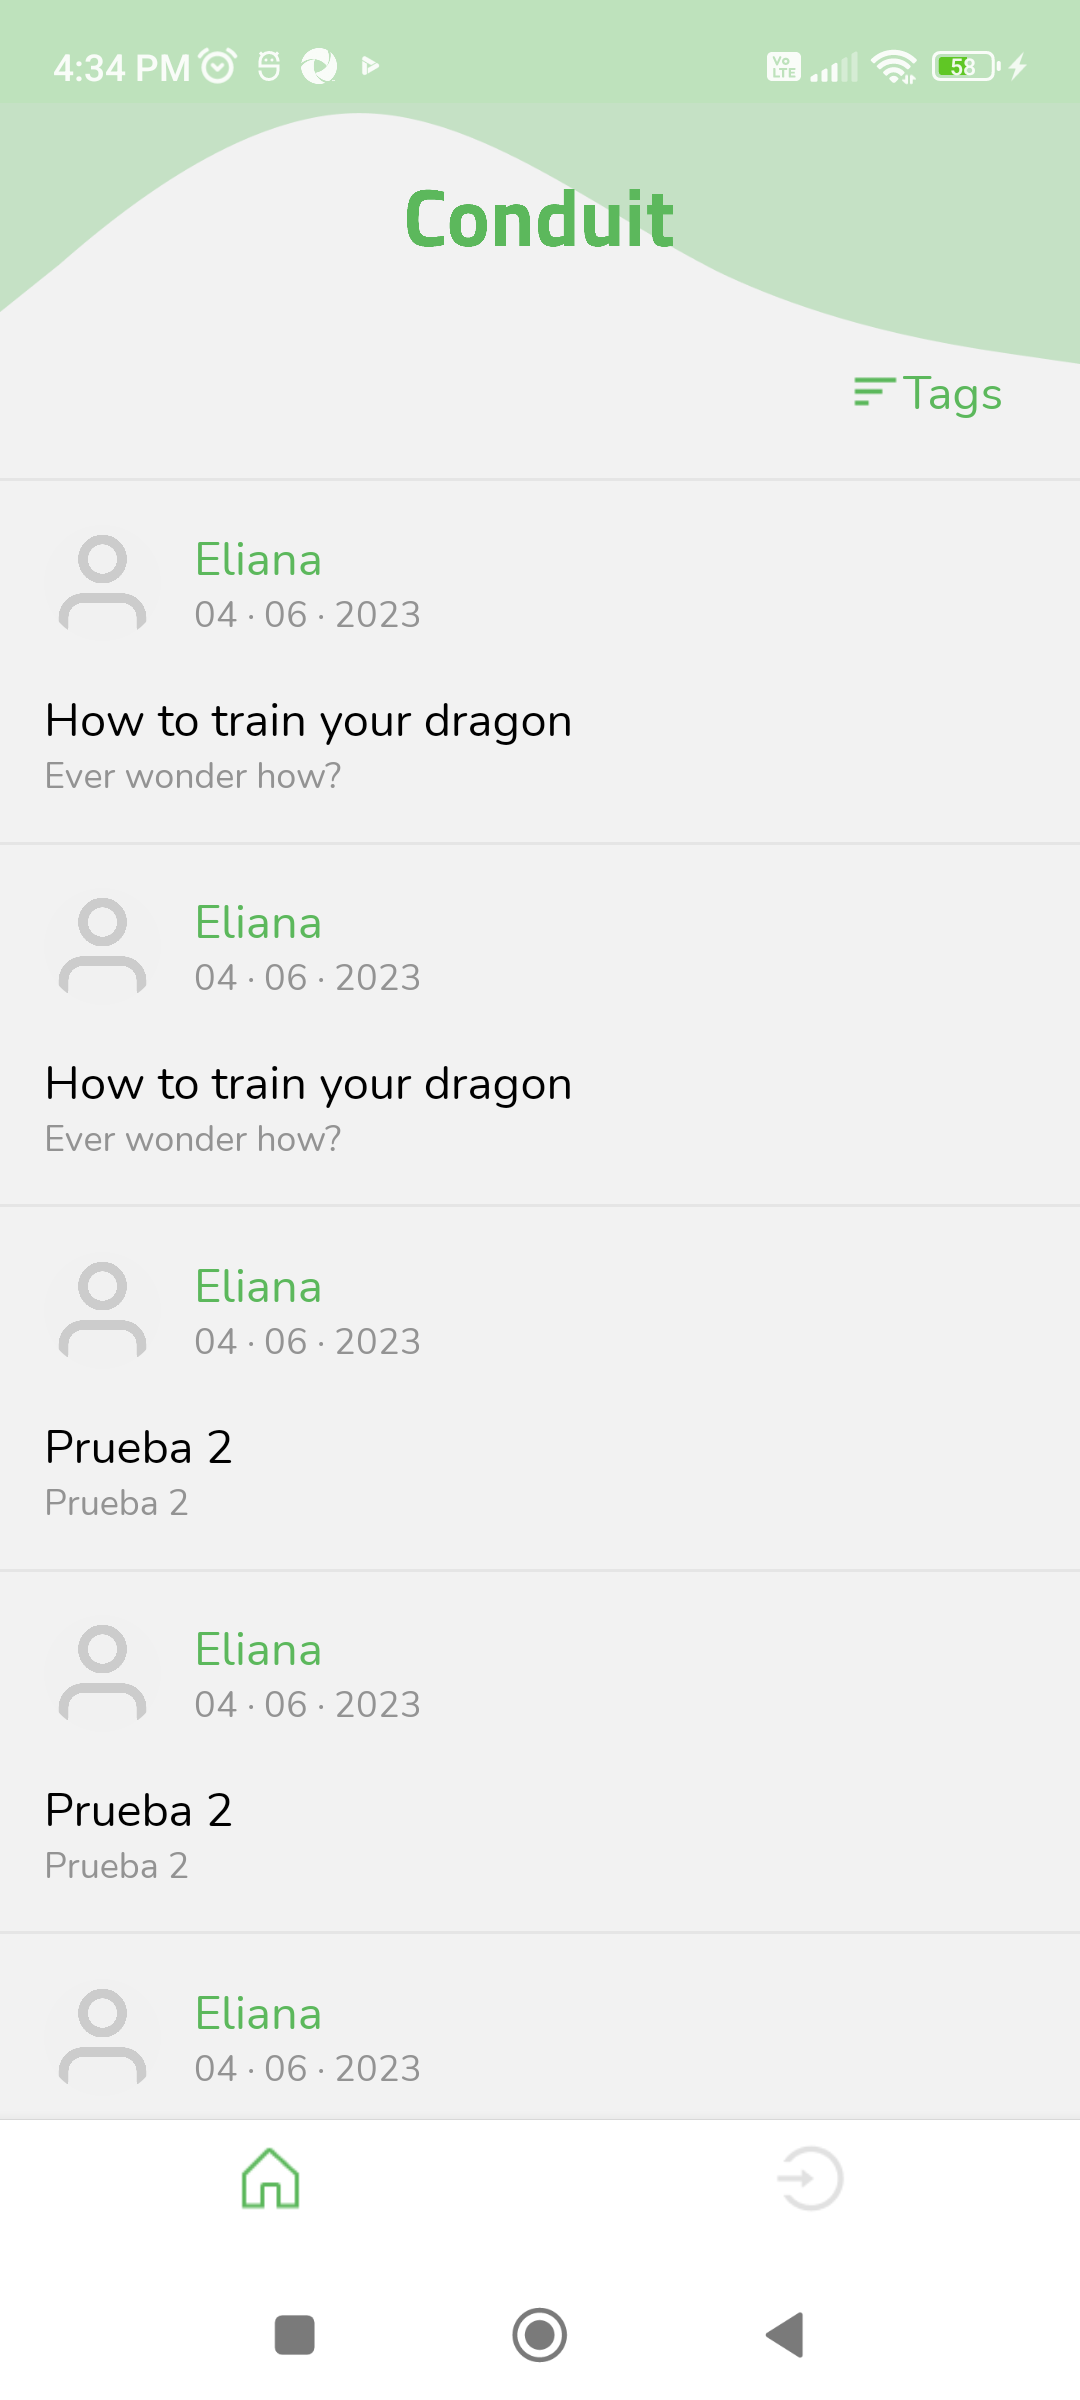 4:34 PM
Vo LTE
58
Conduit
Tags
Eliana
04 · 06 · 2023
How to train your dragon
Ever wonder how?
Eliana
04 · 06 · 2023
How to train your dragon
Ever wonder how?
Eliana
04 · 06 · 2023
Prueba 2
Prueba 2
Eliana
04 · 06 · 2023
Prueba 2
Prueba 2
Eliana
04 · 06 · 2023